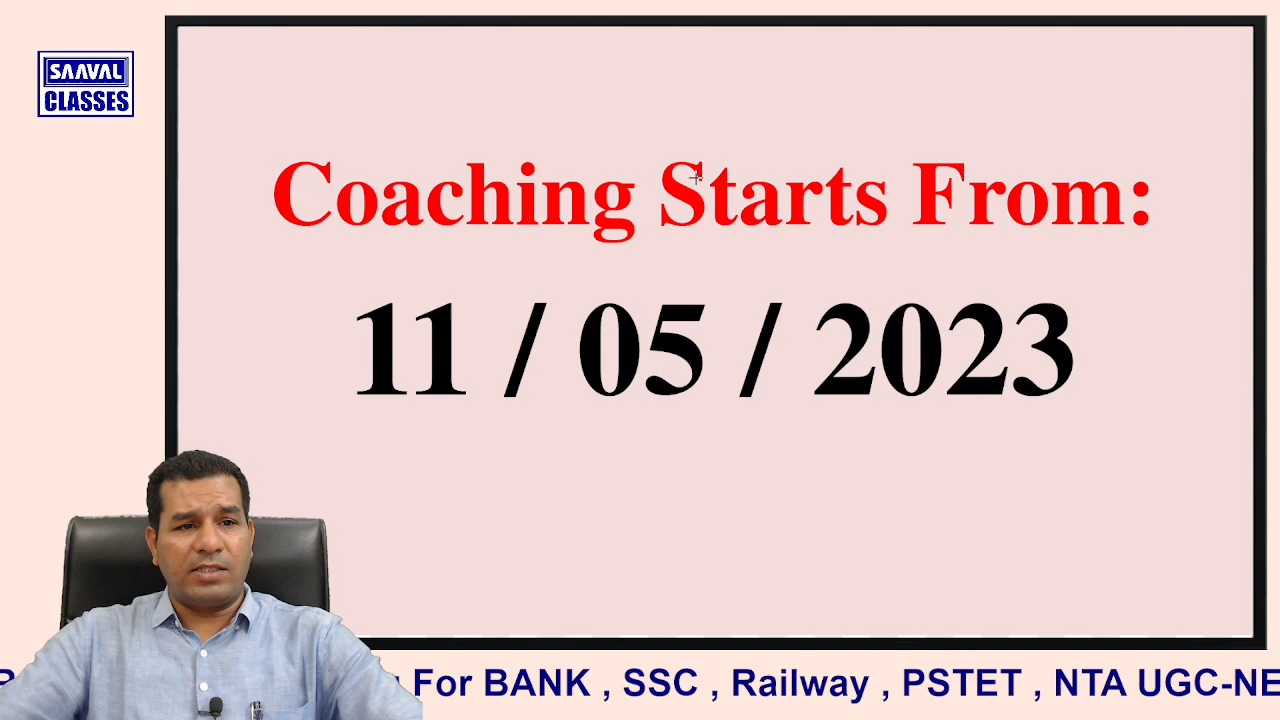 SAAVAL
CLASSES
Coaching Starts From:
11 / 05 / 2023
For BANK , SSC , Railway , PSTET , NTA UGC-NE